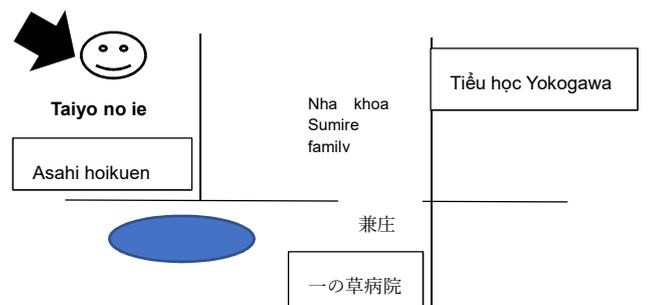 Taiyo no ie
Asahi hoikuen
Nha khoa
Sumire
family
Tiểu học Yokogawa
兼庄
一の草病院